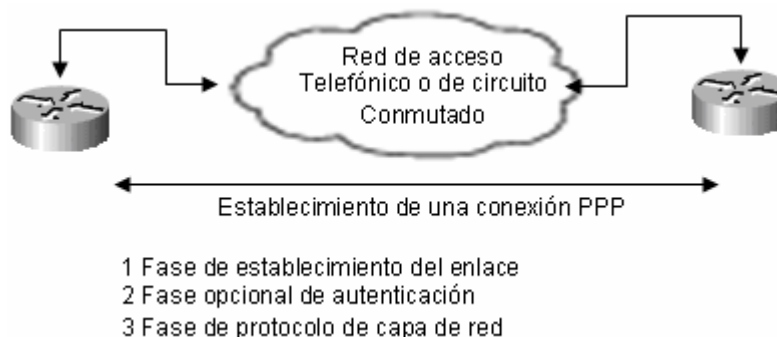 Red de acceso
Telefónico o de circuito
Conmutado
Establecimiento de una conexión PPP
1 Fase de establecimiento del enlace
2 Fase opcional de autenticación
3 Fase de protocolo de capa de red